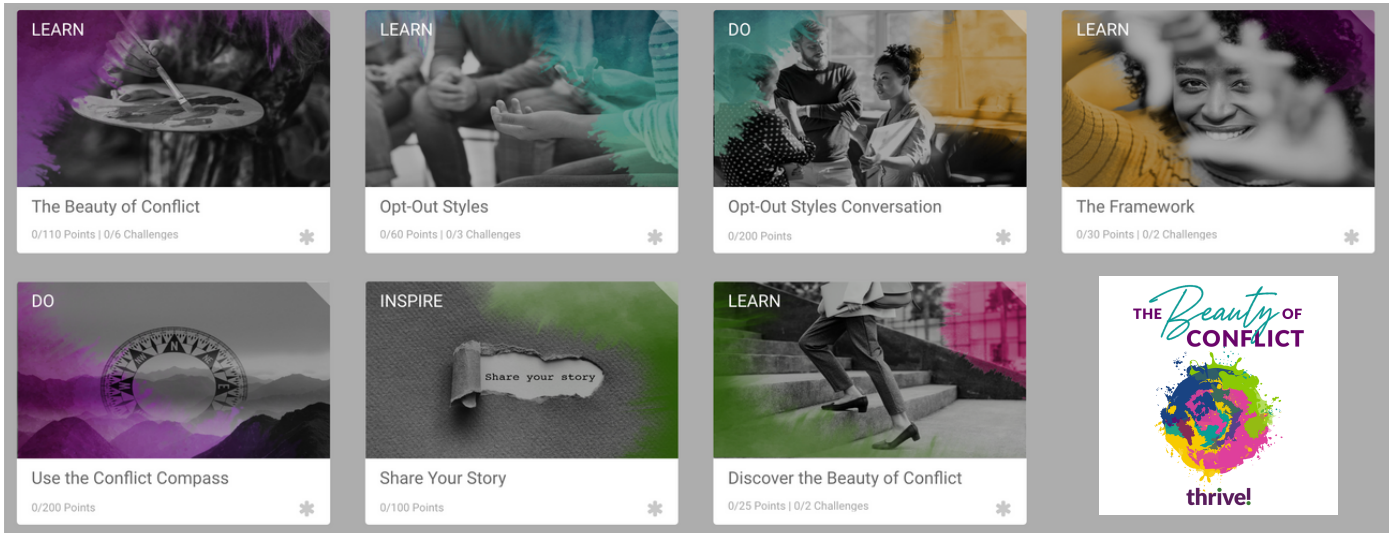 LEARN
The Beauty of Conflict
0/110 Points | 0/6 Challenges
LEARN
Opt-Out Styles
0/60 Points | 0/3 Challenges
DO
Opt-Out Styles Conversation
0/200 Points
LEARN
The Framework
0/30 Points | 0/2 Challenges
DO
N
E
Use the Conflict Compass
0/200 Points
INSPIRE
Share your story
Share Your Story
0/100 Points
LEARN
Discover the Beauty of Conflict
0/25 Points | 0/2 Challenges
THE Beauty OF
CONFLICT
thrive!